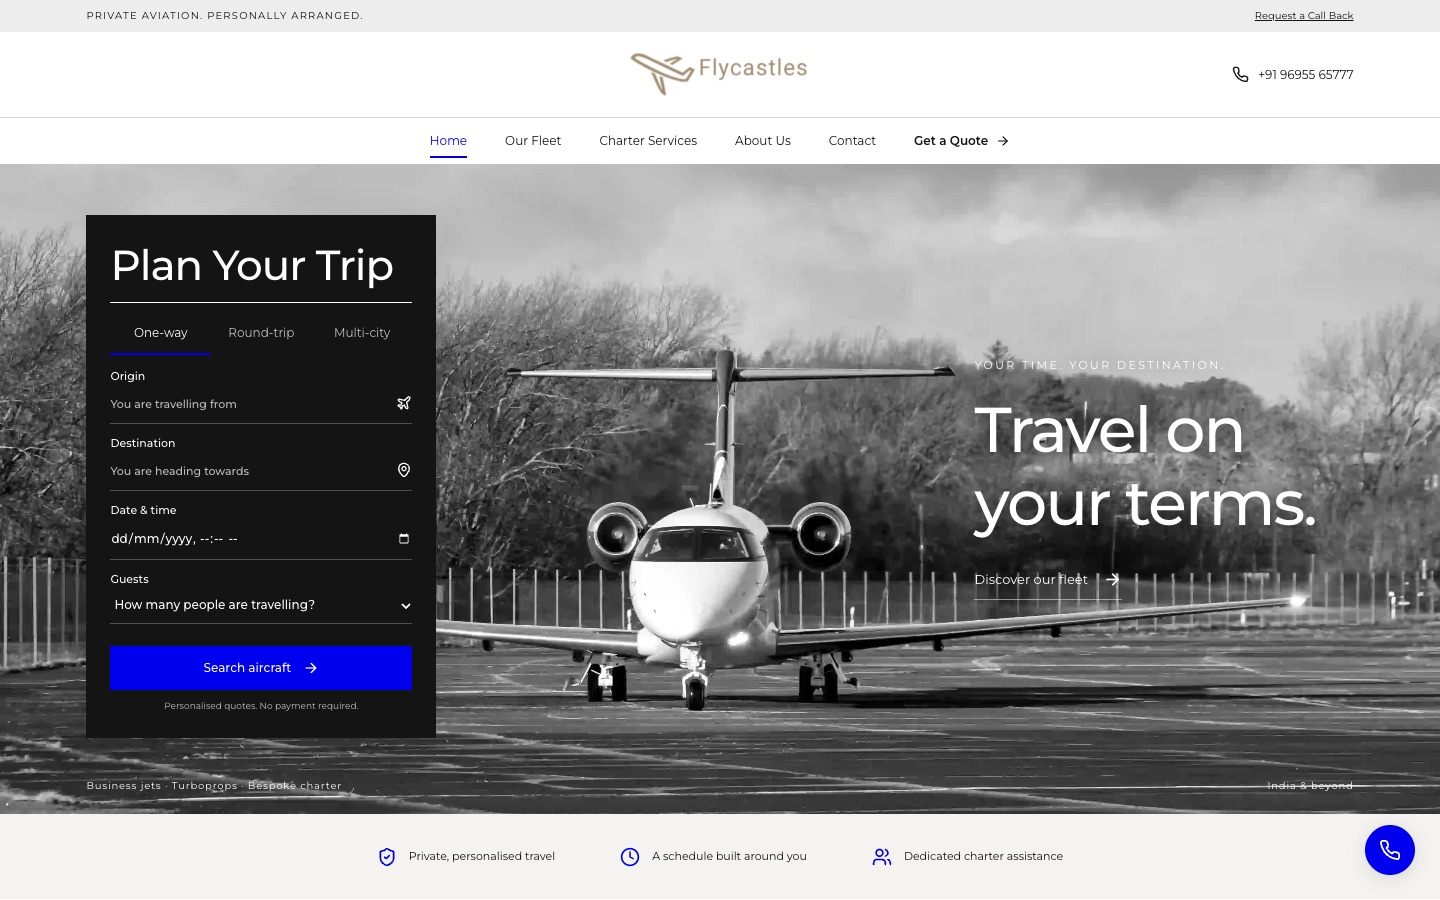 PRIVATE AVIATION. PERSONALLY ARRANGED.
Request a Call Back
Flycastles
+91 96955 65777
Home
Our Fleet
Charter Services
About Us
Contact
Get a Quote
Plan Your Trip
One-way
Round-trip
Multi-city
Origin
You are travelling from
Destination
You are heading towards
Date & time
dd/mm/yyyy, --:-- --
Guests
How many people are travelling?
Search aircraft
Personalised quotes. No payment required.
YOUR TIME. YOUR DESTINATION.
Travel on
your terms.
Discover our fleet
Business jets · Turboprops · Bespoke charter
India & beyond
Private, personalised travel
A schedule built around you
Dedicated charter assistance